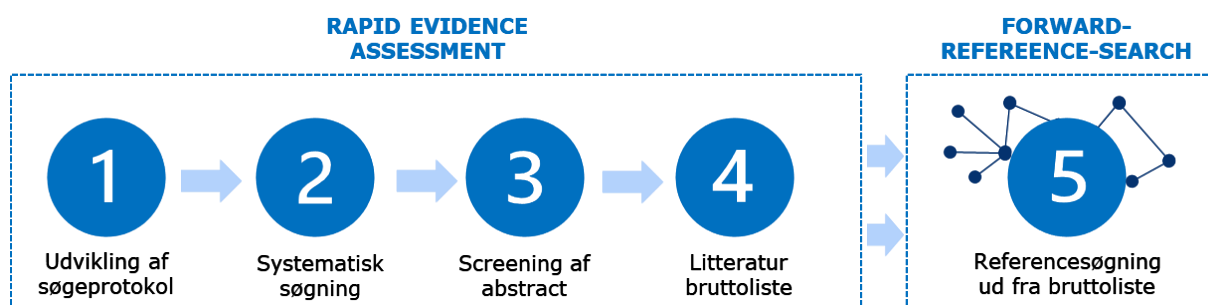 RAPID EVIDENCE
ASSESSMENT
FORWARD-
REFEREENCE-SEARCH
1
2
3
4
5
Udvikling af
søgeprotokol
Systematisk
søgning
Screening af
abstract
Litteratur
bruttoliste
Referencesøgning
ud fra bruttoliste